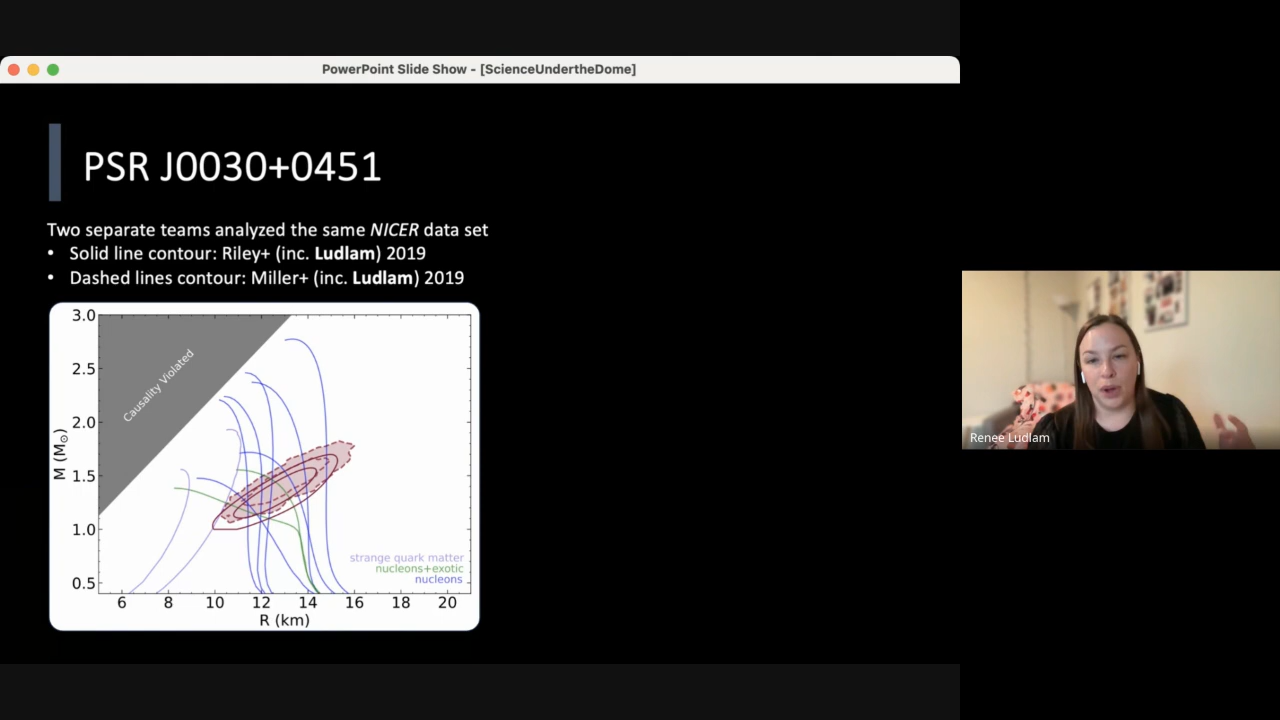 PowerPoint Slide Show - [ScienceUndertheDome]
PSR J0030+0451
Two separate teams analyzed the same NICER data set
• Solid line contour: Riley+ (inc. Ludlam) 2019
• Dashed lines contour: Miller+ (inc. Ludlam) 2019
3.0
2.5
2.0
1.5
1.0
0.5
M (M⊙)
Causality Violated
strange quark matter
nucleons+exotic
nucleons
6 8 10 12 14 16 18 20
R (km)
Renee Ludlam